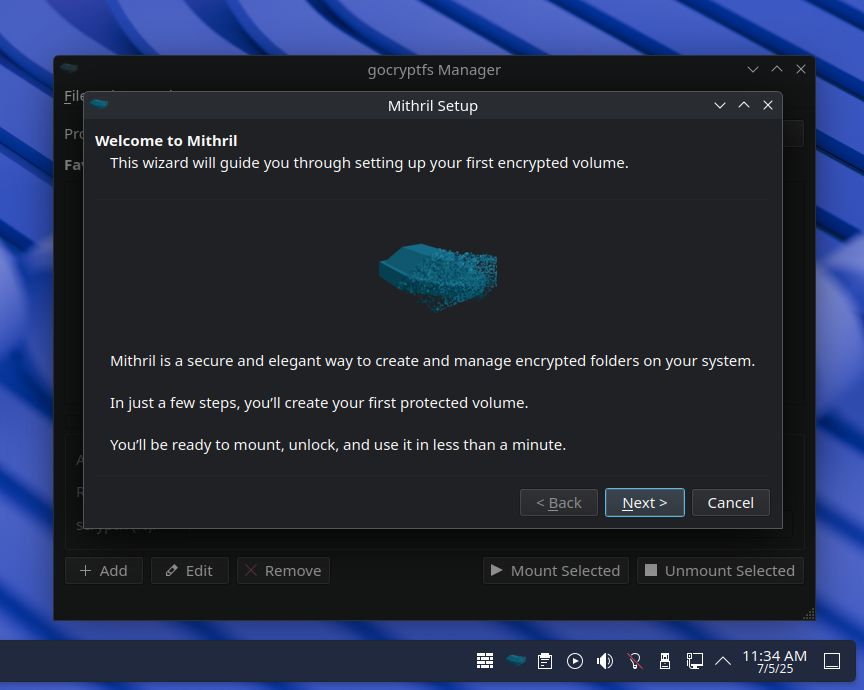 gocryptfs Manager
File
Mithril Setup
Welcome to Mithril
This wizard will guide you through setting up your first encrypted volume.
Mithril is a secure and elegant way to create and manage encrypted folders on your system.
In just a few steps, you’ll create your first protected volume.
You’ll be ready to mount, unlock, and use it in less than a minute.
< Back
Next >
Cancel
Add
Edit
Remove
Mount Selected
Unmount Selected
11:34 AM
7/5/25